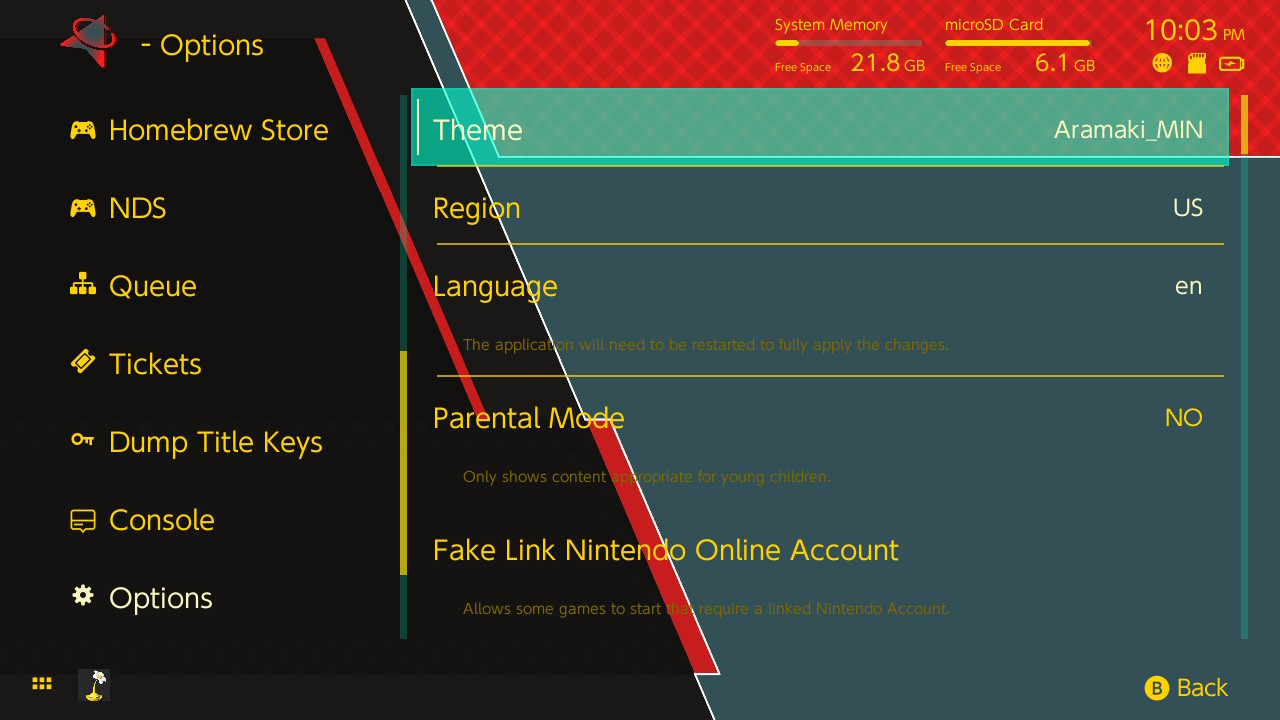 - Options
System Memory
Free Space 21.8 GB
microSD Card
Free Space 6.1 GB
10:03 PM
Homebrew Store
NDS
Queue
Tickets
Dump Title Keys
Console
Options
Theme Aramaki_MIN
Region US
Language en
The application will need to be restarted to fully apply the changes.
Parental Mode NO
Only shows content appropriate for young children.
Fake Link Nintendo Online Account
Allows some games to start that require a linked Nintendo Account.
B Back